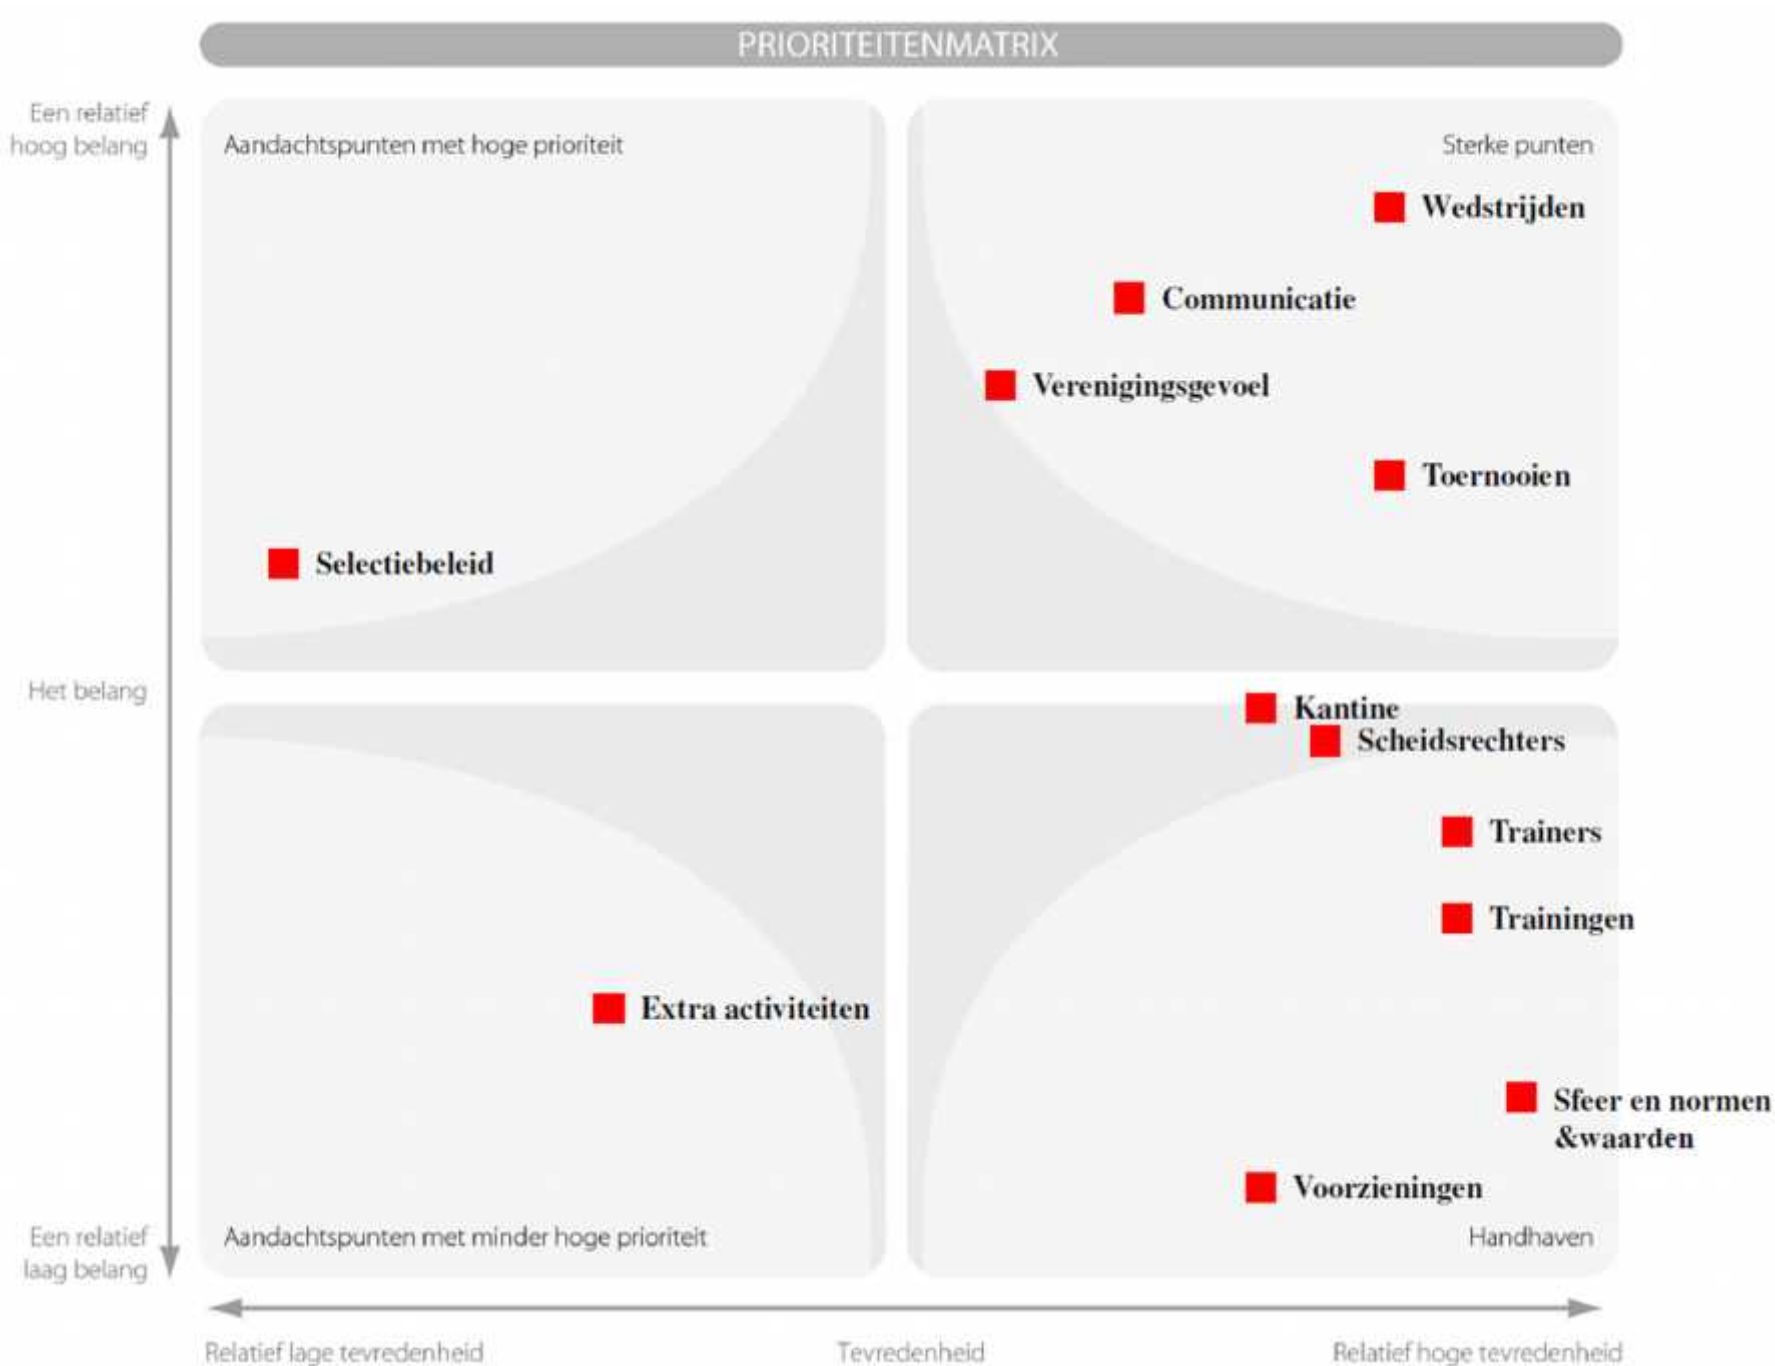 PRIORITEITENMATRIX
Een relatief
hoog belang
Aandachtspunten met hoge prioriteit
Sterke punten
Wedstrijden
Communicatie
Verenigingsgevoel
Toernooien
Selectiebeleid
Het belang
Kantine
Scheidsrechters
Trainers
Trainingen
Extra activiteiten
Sfeer en normen
&waarden
Voorzieningen
Een relatief
laag belang
Aandachtspunten met minder hoge prioriteit
Handhaven
Relatief lage tevredenheid
Tevredenheid
Relatief hoge tevredenheid